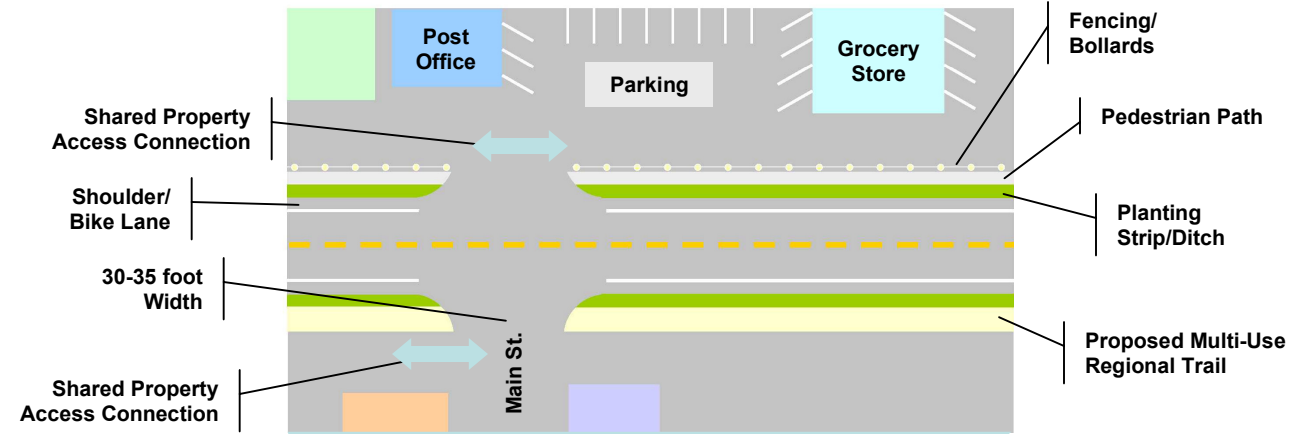 Post
Office
Grocery
Store
Parking
Fencing/
Bollards
Shared Property
Access Connection
Pedestrian Path
Shoulder/
Bike Lane
Planting
Strip/Ditch
30-35 foot
Width
Main St.
Proposed Multi-Use
Regional Trail
Shared Property
Access Connection